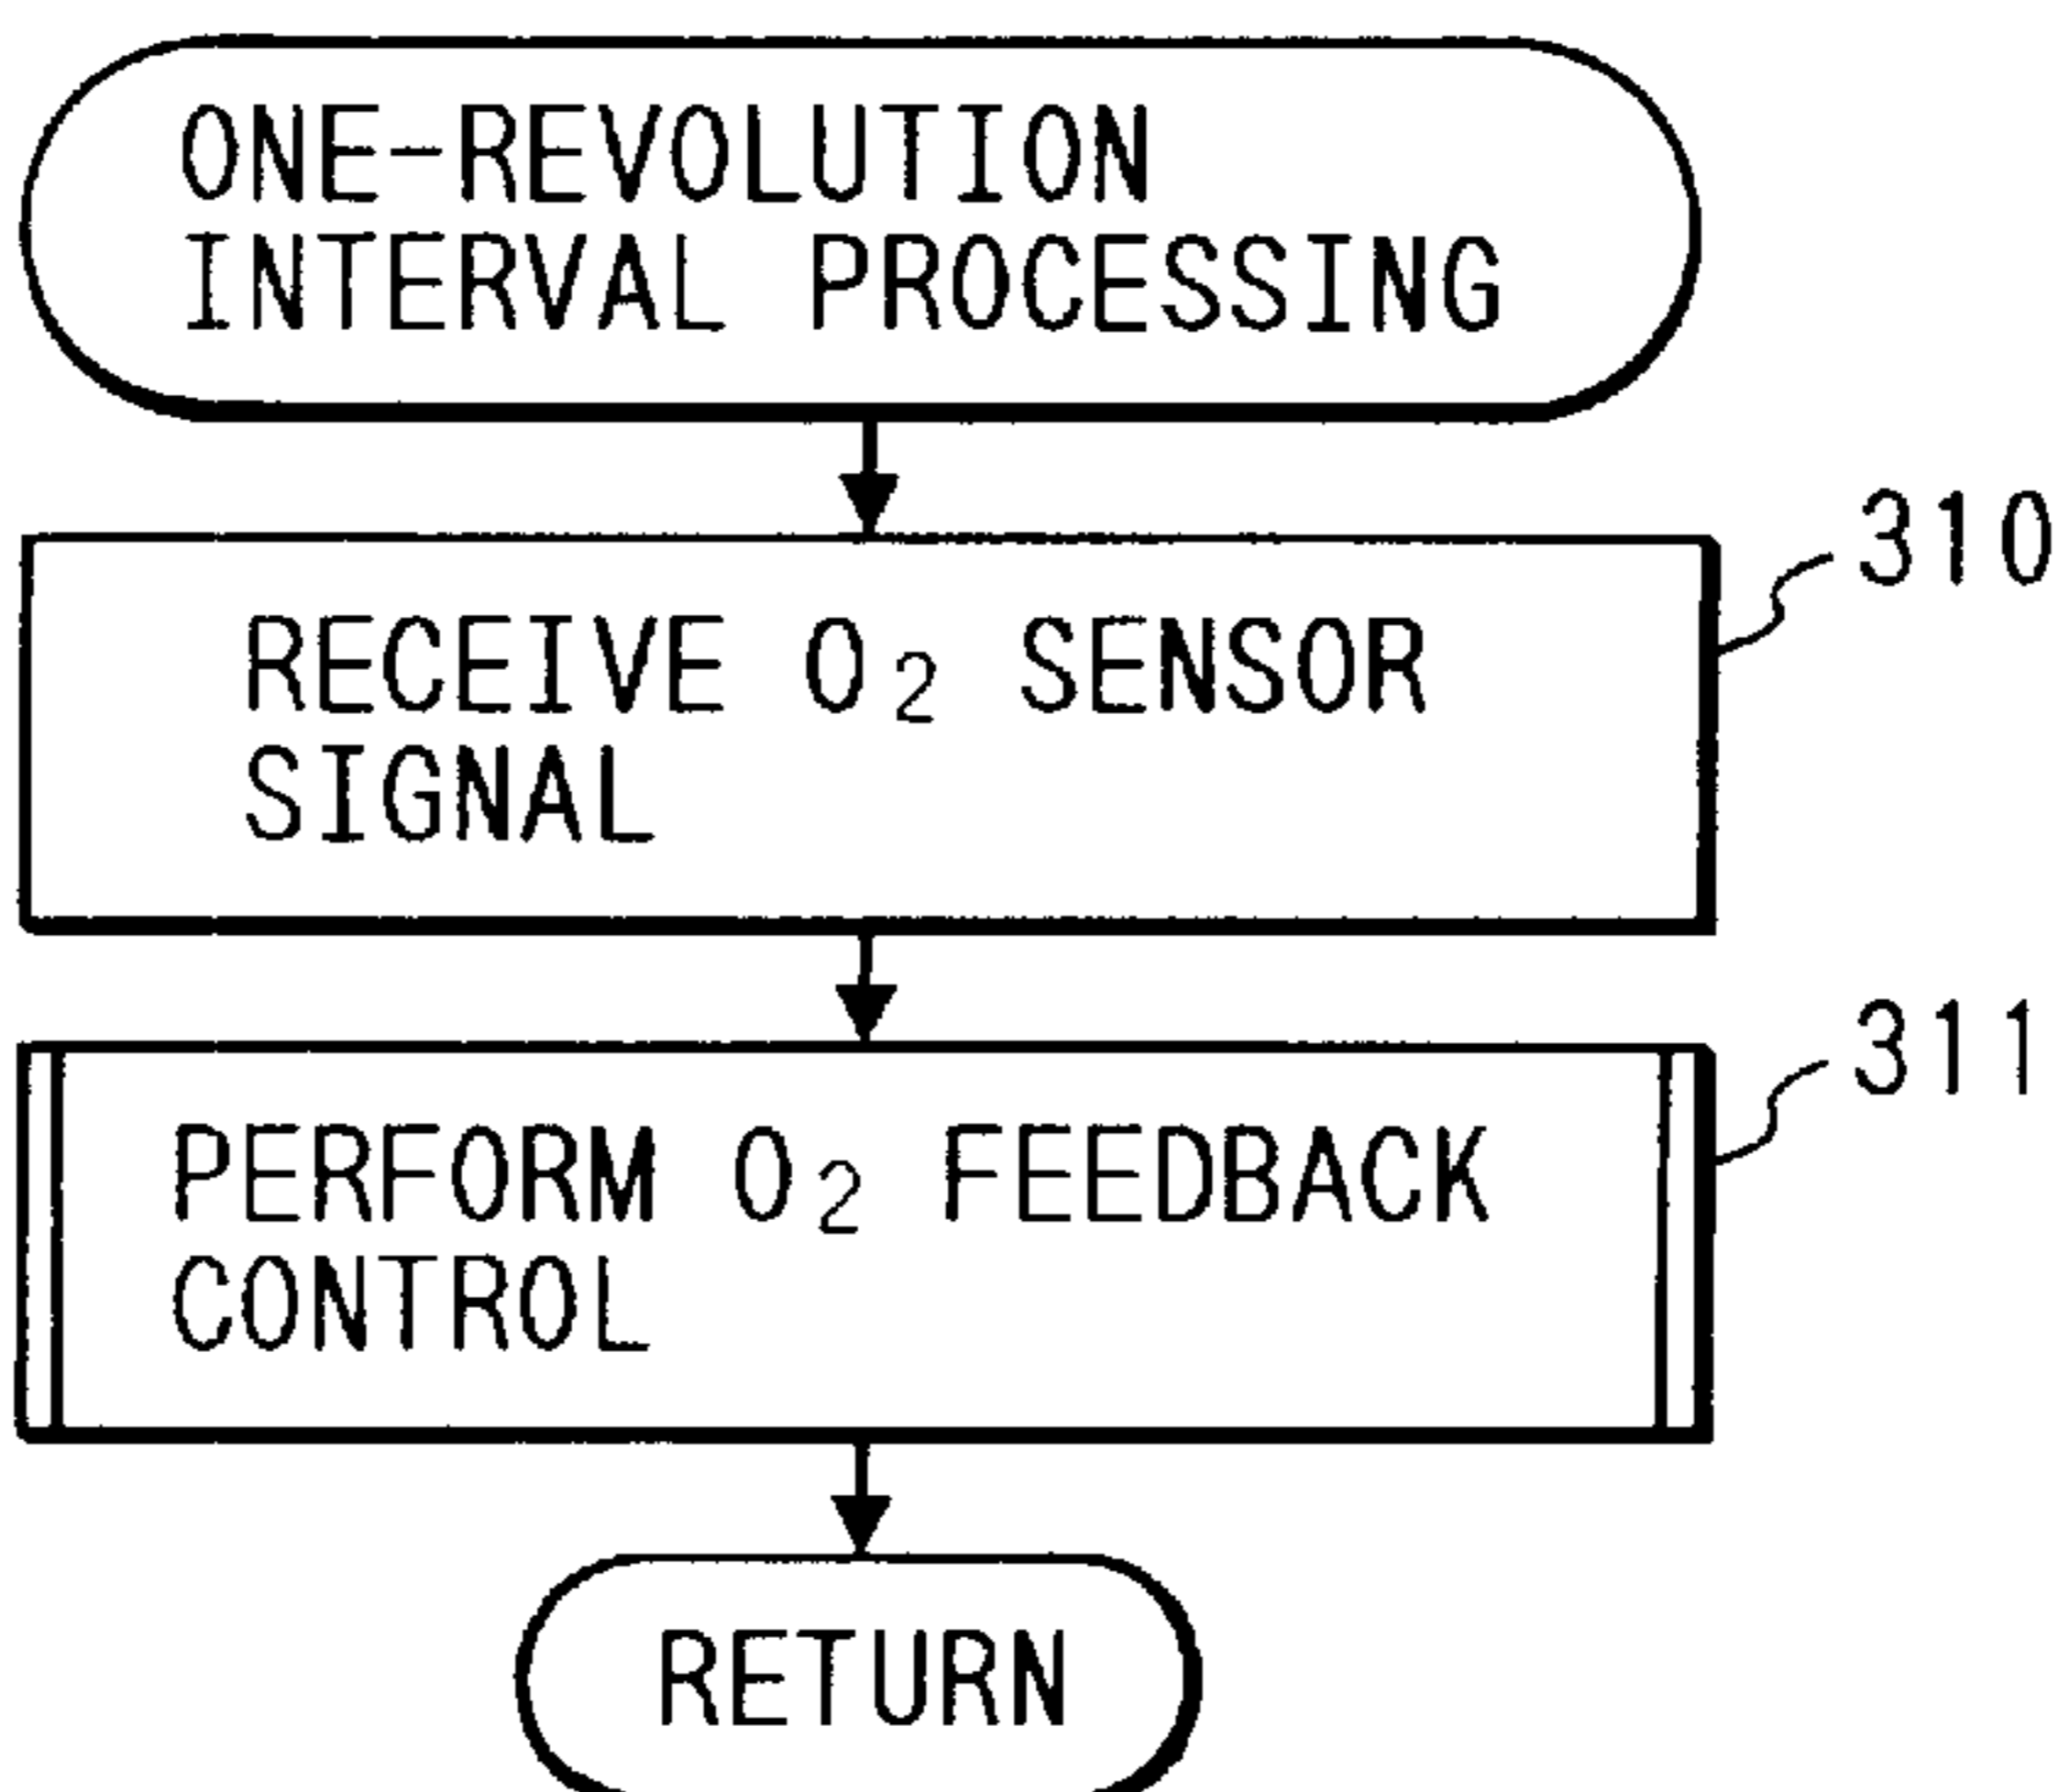 ONE-REVOLUTION
INTERVAL PROCESSING
310
RECEIVE O₂ SENSOR
SIGNAL
311
PERFORM O₂ FEEDBACK
CONTROL
RETURN